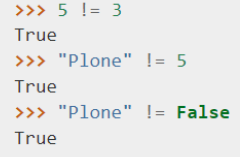 >>> 5 != 3
True
>>> "Plone" != 5
True
>>> "Plone" != False
True